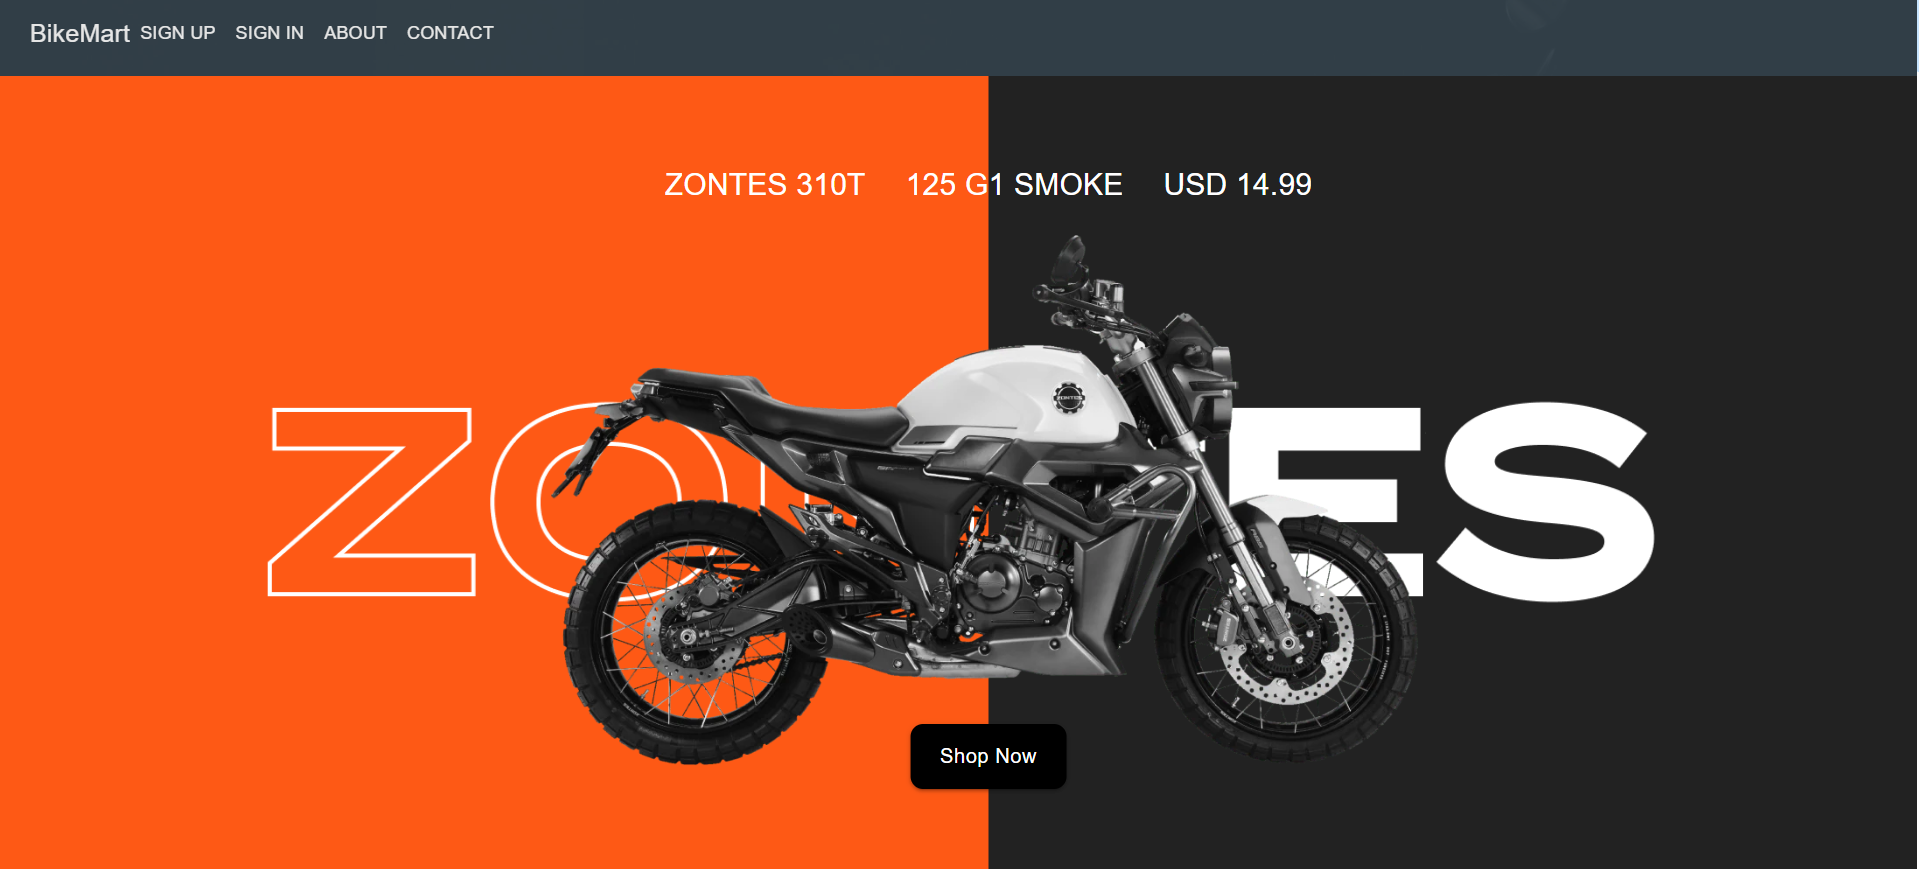 BikeMart SIGN UP SIGN IN ABOUT CONTACT
ZONTES 310T 125 G1 SMOKE USD 14.99
ZONTES
ZO ES
Shop Now